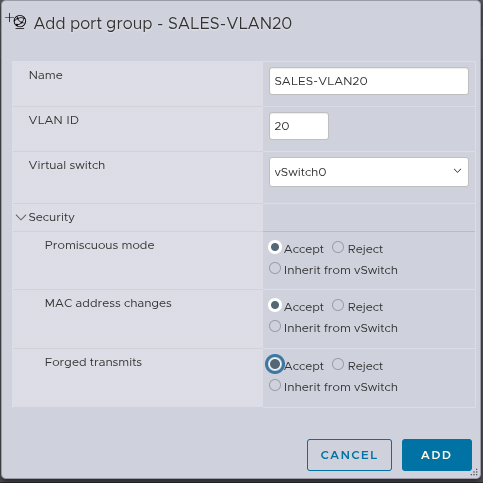 Add port group - SALES-VLAN20
Name
SALES-VLAN20
VLAN ID
20
Virtual switch
vSwitch0
Security
Promiscuous mode
Accept Reject
Inherit from vSwitch
MAC address changes
Accept Reject
Inherit from vSwitch
Forged transmits
Accept Reject
Inherit from vSwitch
CANCEL ADD